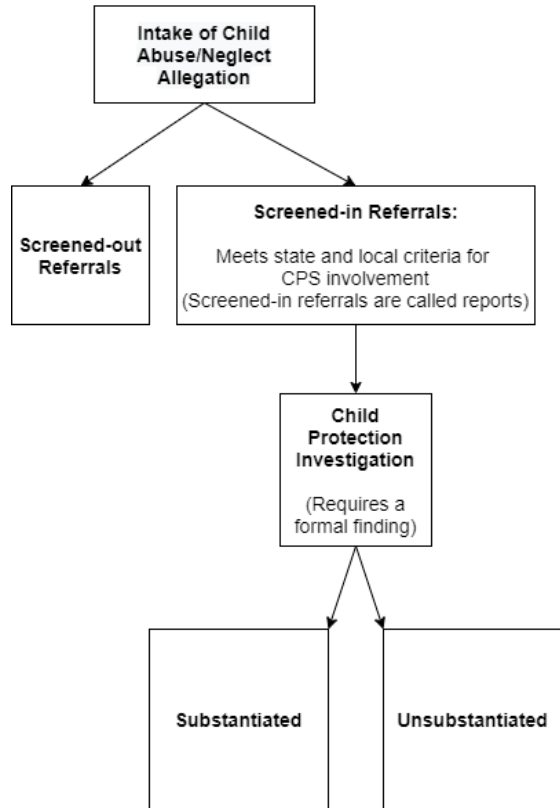 Intake of Child
Abuse/Neglect
Allegation
Screened-out
Referrals
Screened-in Referrals:
Meets state and local criteria for
CPS involvement
(Screened-in referrals are called reports)
Child
Protection
Investigation
(Requires a
formal finding)
Substantiated
Unsubstantiated